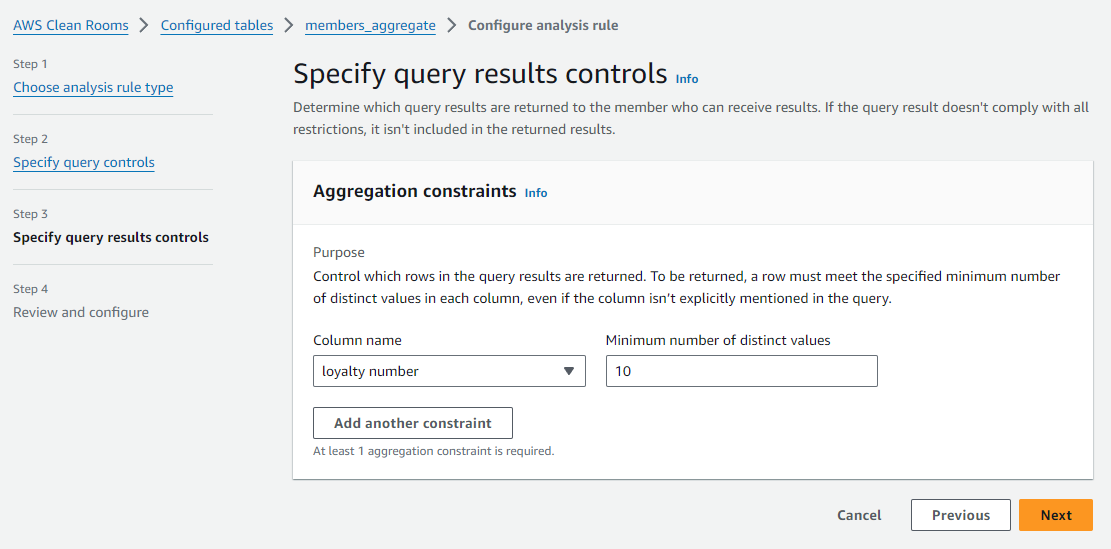 AWS Clean Rooms > Configured tables > members_aggregate > Configure analysis rule
Step 1
Choose analysis rule type
Step 2
Specify query controls
Step 3
Specify query results controls
Step 4
Review and configure
Specify query results controls Info
Determine which query results are returned to the member who can receive results. If the query result doesn't comply with all
restrictions, it isn't included in the returned results.
Aggregation constraints Info
Purpose
Control which rows in the query results are returned. To be returned, a row must meet the specified minimum number
of distinct values in each column, even if the column isn’t explicitly mentioned in the query.
Column name Minimum number of distinct values
loyalty number 10
Add another constraint
At least 1 aggregation constraint is required.
Cancel Previous Next